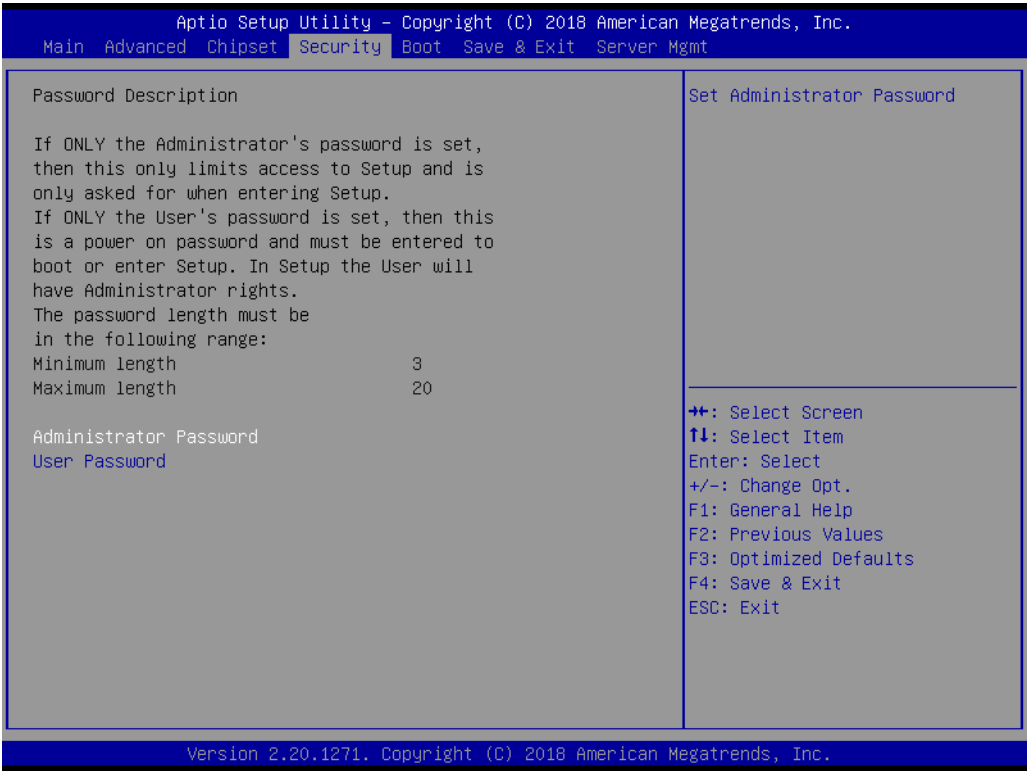 Aptio Setup Utility – Copyright (C) 2018 American Megatrends, Inc.
Main Advanced Chipset Security Boot Save & Exit Server Mgmt
Password Description
If ONLY the Administrator's password is set,
then this only limits access to Setup and is
only asked for when entering Setup.
If ONLY the User's password is set, then this
is a power on password and must be entered to
boot or enter Setup. In Setup the User will
have Administrator rights.
The password length must be
in the following range:
Minimum length 3
Maximum length 20
Administrator Password
User Password
Set Administrator Password
→←: Select Screen
↑↓: Select Item
Enter: Select
+/-: Change Opt.
F1: General Help
F2: Previous Values
F3: Optimized Defaults
F4: Save & Exit
ESC: Exit
Version 2.20.1271. Copyright (C) 2018 American Megatrends, Inc.